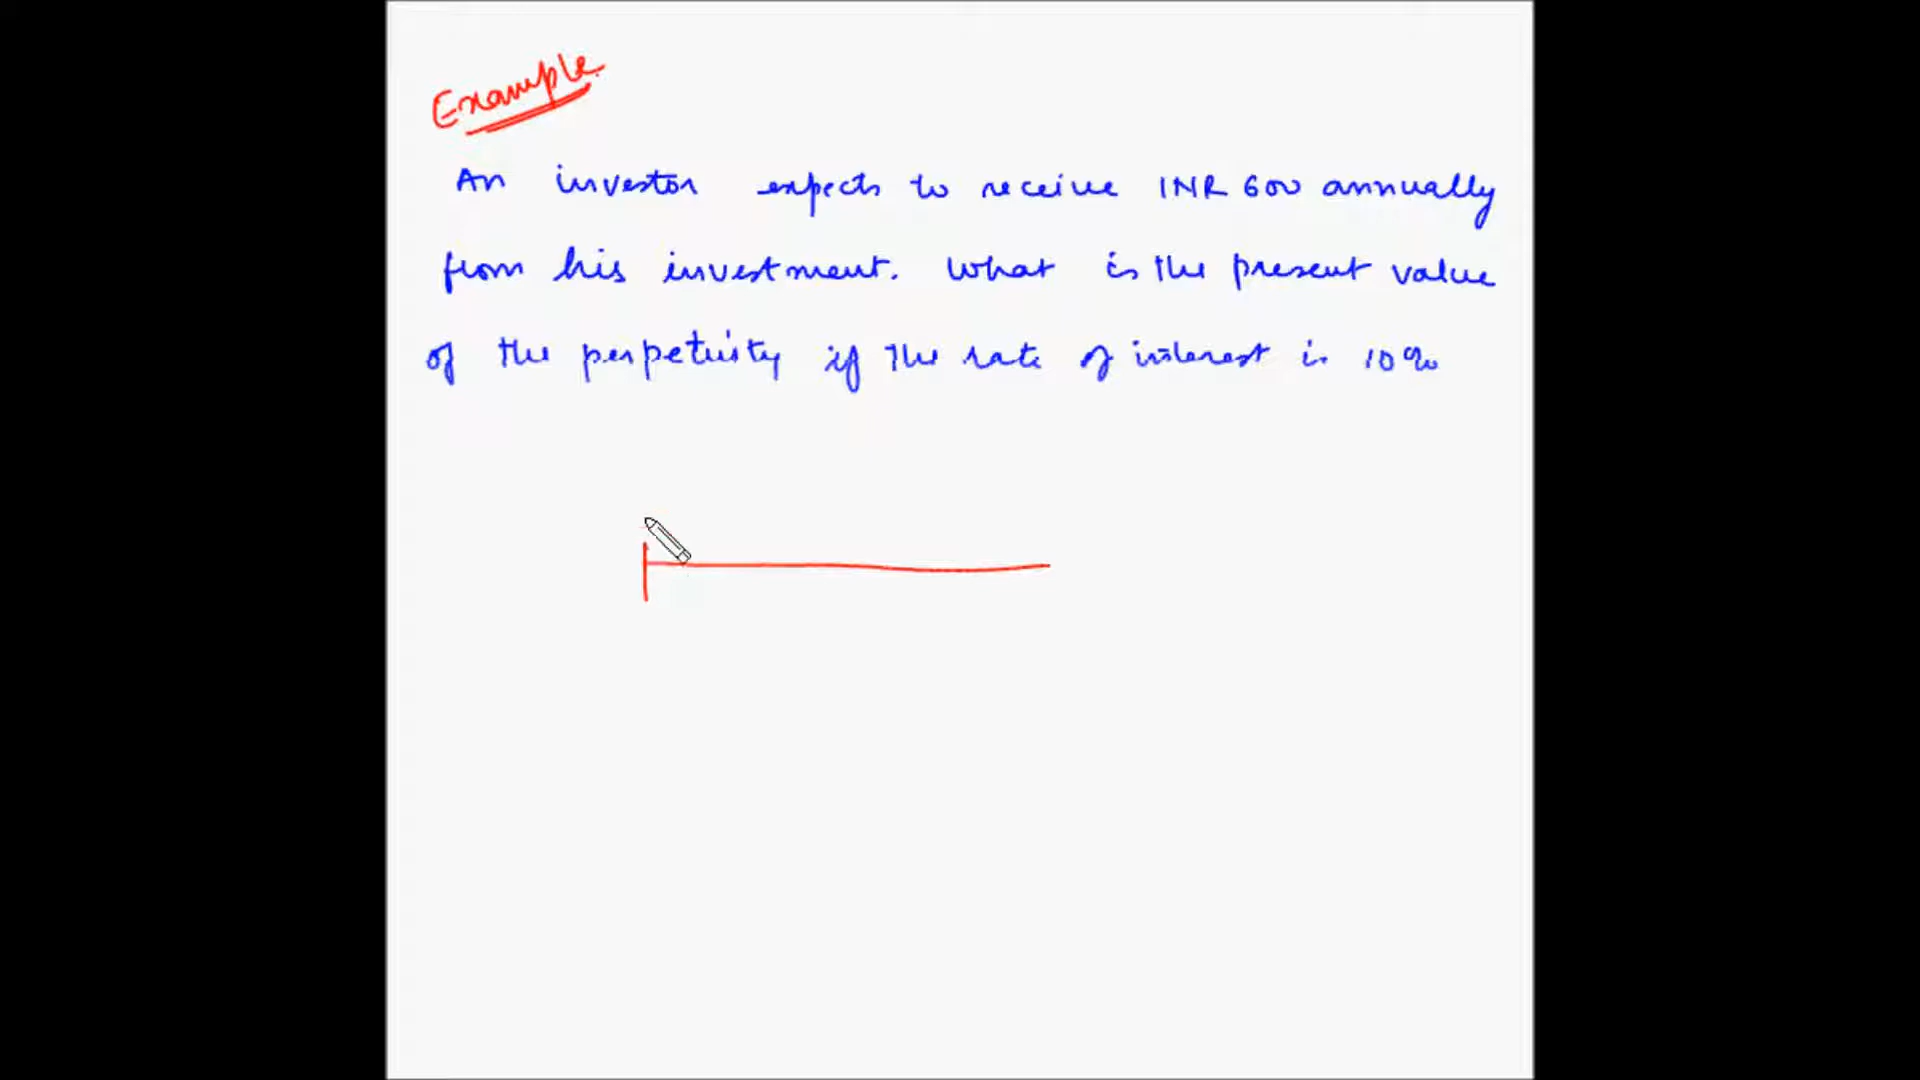 Example
An investor expects to receive INR 600 annually
from his investment. What is the present value
of the perpetuity if the rate of interest is 10%